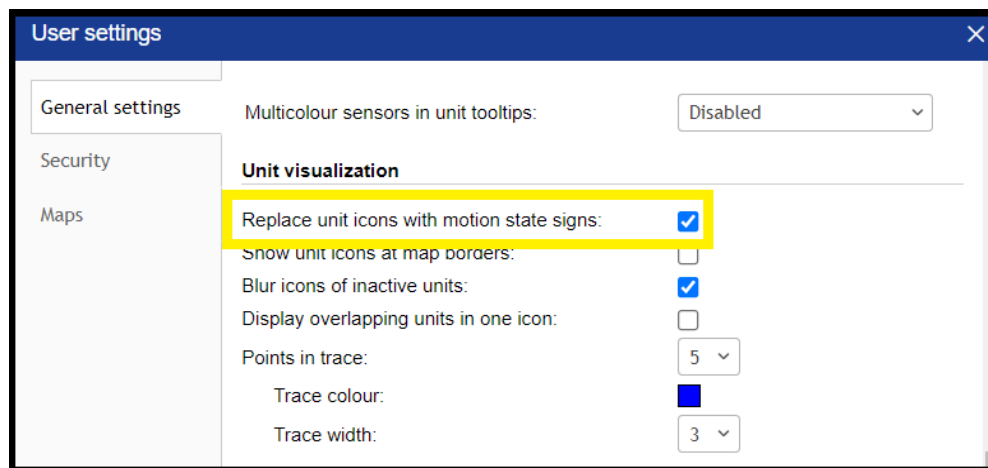 User settings
General settings
Security
Maps
Multicolour sensors in unit tooltips: Disabled
Unit visualization
Replace unit icons with motion state signs:
Show unit icons at map borders:
Blur icons of inactive units:
Display overlapping units in one icon:
Points in trace: 5
Trace colour:
Trace width: 3